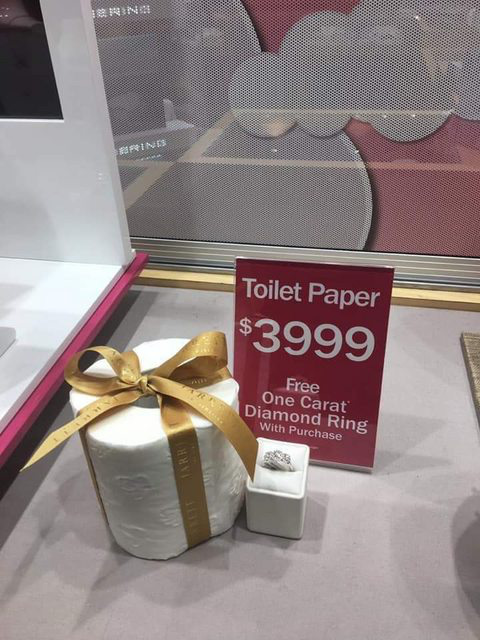 Toilet Paper
$3999
Free
One Carat*
Diamond Ring
With Purchase